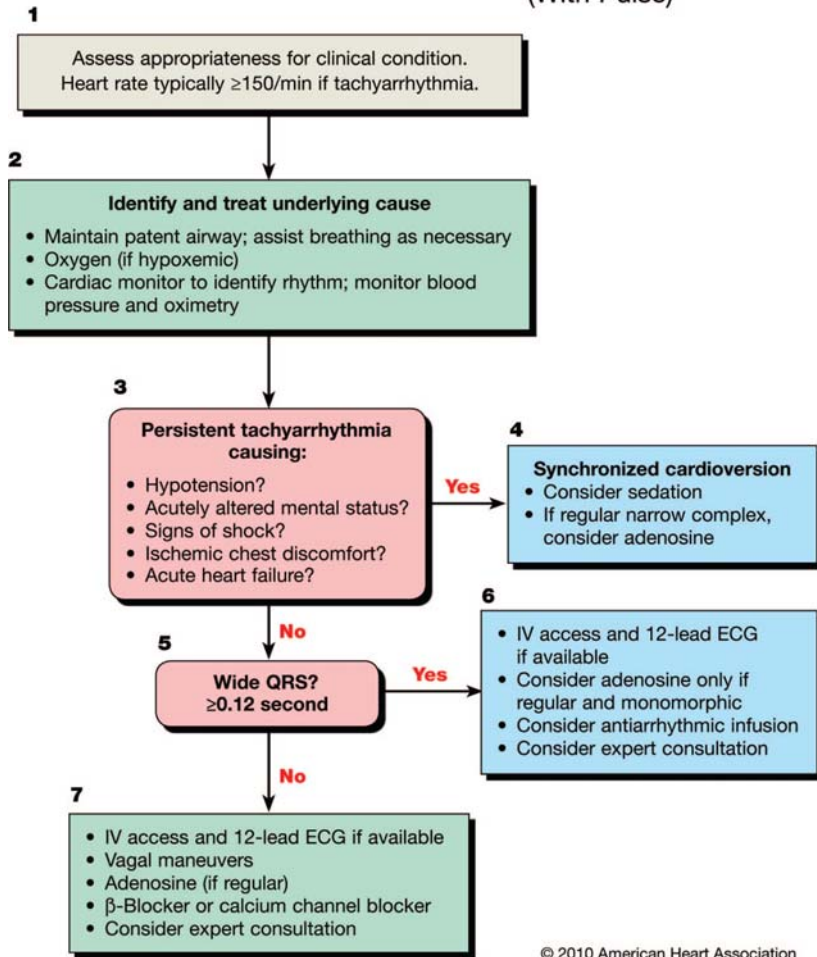 (With Pulse)
1
Assess appropriateness for clinical condition.
Heart rate typically ≥150/min if tachyarrhythmia.
2
Identify and treat underlying cause
• Maintain patent airway; assist breathing as necessary
• Oxygen (if hypoxemic)
• Cardiac monitor to identify rhythm; monitor blood
pressure and oximetry
3
Persistent tachyarrhythmia
causing:
• Hypotension?
• Acutely altered mental status?
• Signs of shock?
• Ischemic chest discomfort?
• Acute heart failure?
Yes
4
Synchronized cardioversion
• Consider sedation
• If regular narrow complex,
consider adenosine
No
5
Wide QRS?
≥0.12 second
Yes
6
• IV access and 12-lead ECG
if available
• Consider adenosine only if
regular and monomorphic
• Consider antiarrhythmic infusion
• Consider expert consultation
No
7
• IV access and 12-lead ECG if available
• Vagal maneuvers
• Adenosine (if regular)
• β-Blocker or calcium channel blocker
• Consider expert consultation
© 2010 American Heart Association